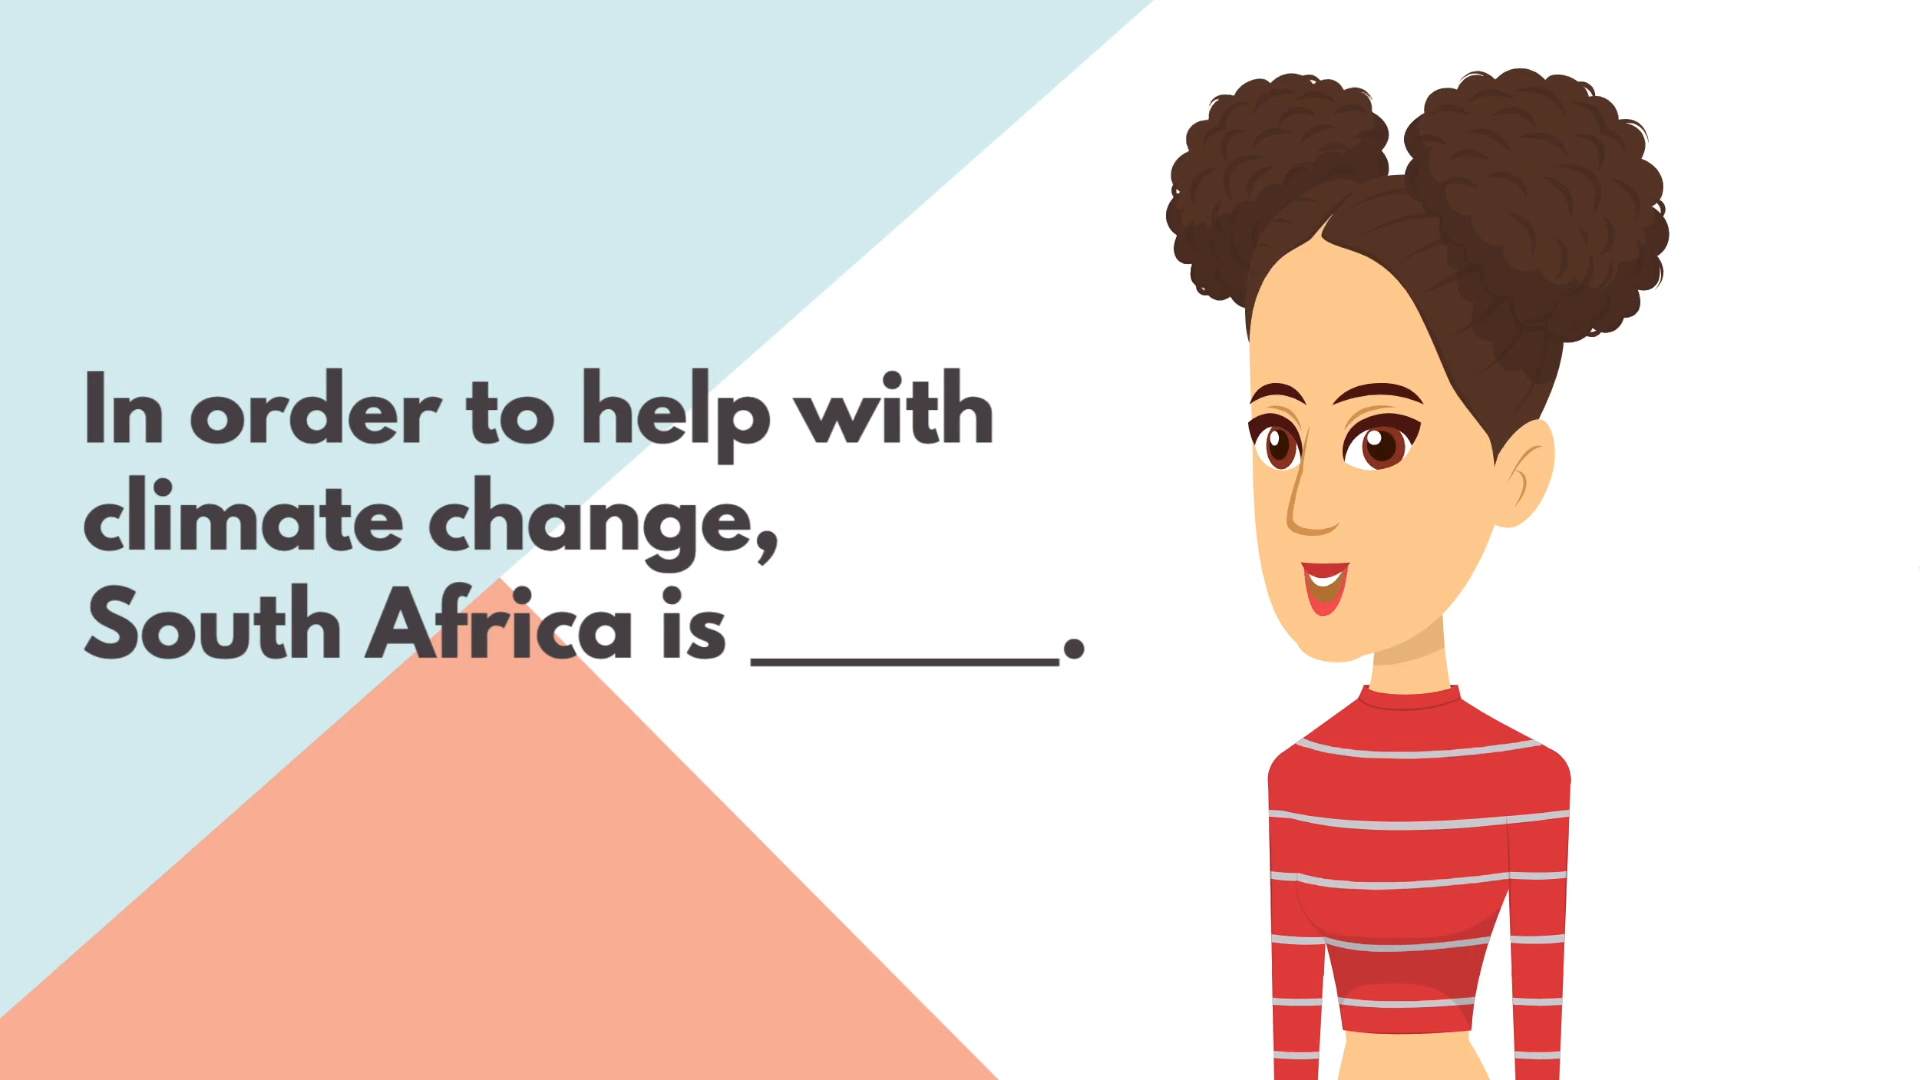 In order to help with
climate change,
South Africa is ________.